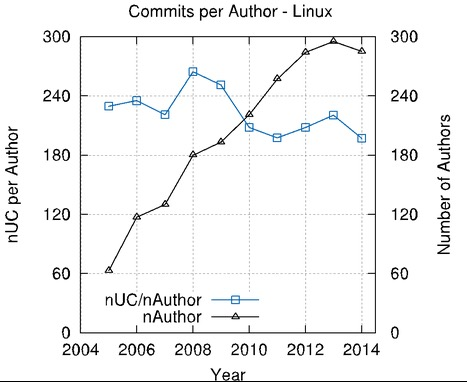 Commits per Author - Linux
300
240
180
120
60
0
300
240
180
120
60
0
nUC per Author
Number of Authors
nUC/nAuthor
nAuthor
2004 2006 2008 2010 2012 2014
Year